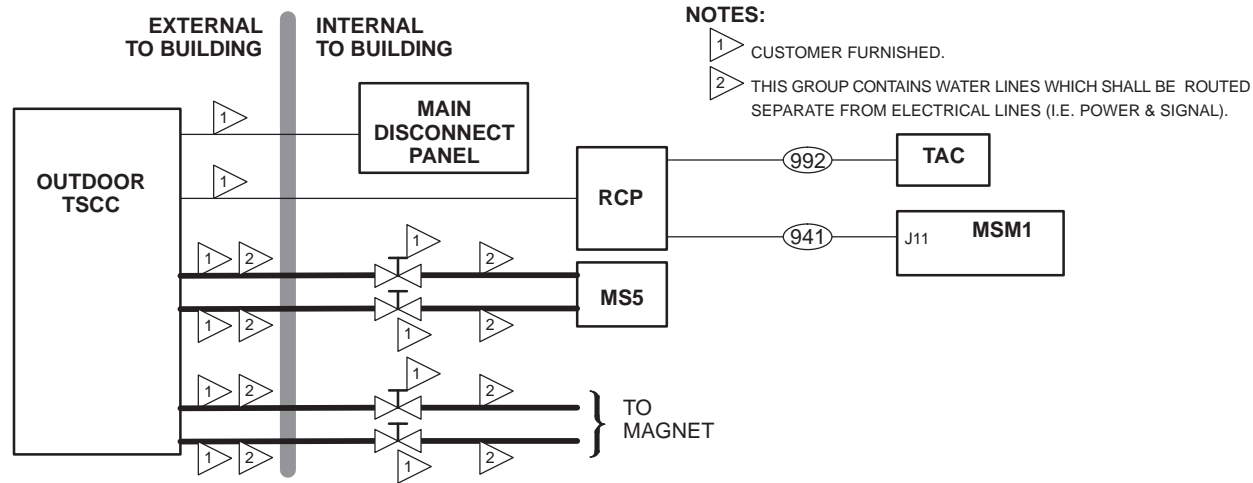 EXTERNAL
TO BUILDING
INTERNAL
TO BUILDING
NOTES:
1 CUSTOMER FURNISHED.
2 THIS GROUP CONTAINS WATER LINES WHICH SHALL BE ROUTED
SEPARATE FROM ELECTRICAL LINES (I.E. POWER & SIGNAL).
OUTDOOR
TSCC
1
MAIN
DISCONNECT
PANEL
1
RCP
992
TAC
941
J11 MSM1
1 2 1 2
MS5
1 2 1 2
1 2 1 2
TO
MAGNET
1 2 1 2